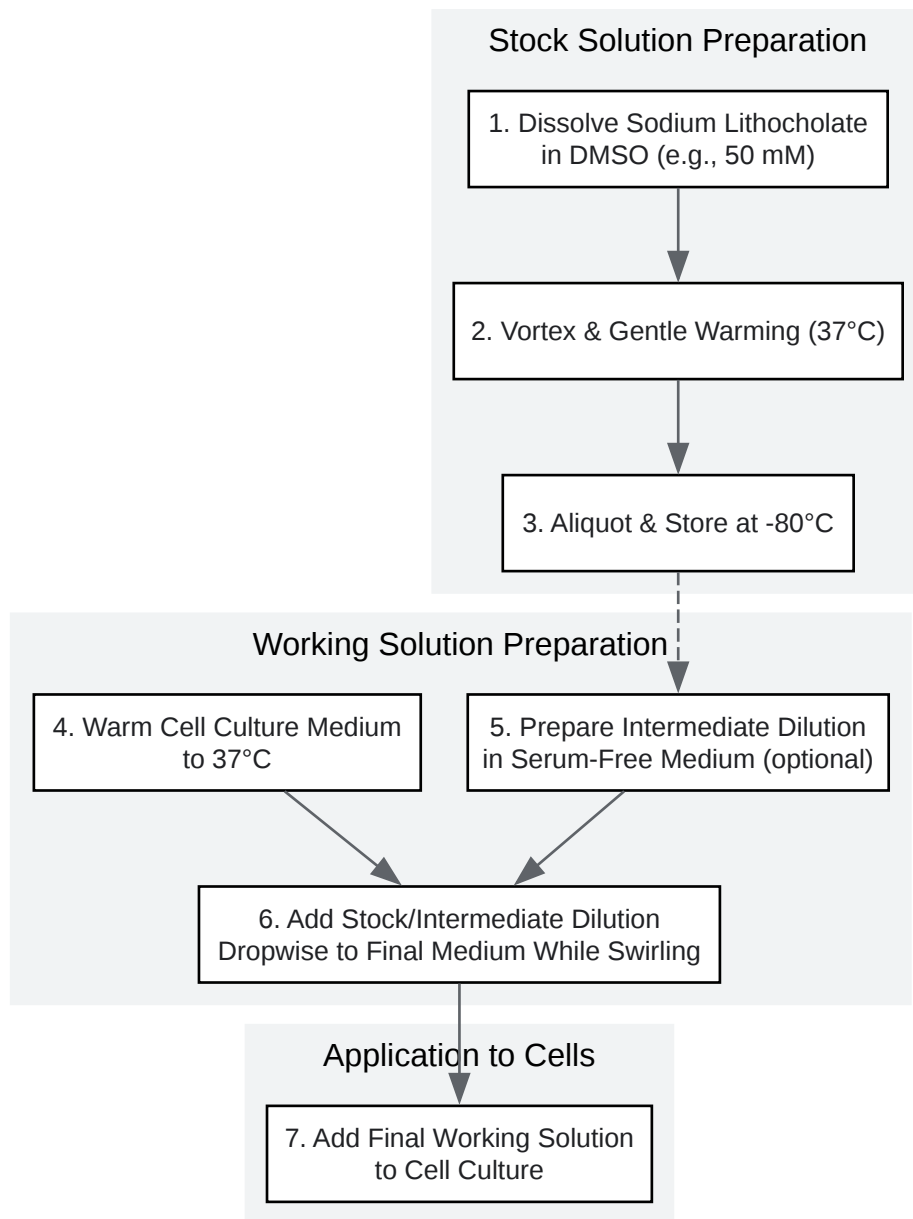 Stock Solution Preparation
1. Dissolve Sodium Lithocholate
in DMSO (e.g., 50 mM)
2. Vortex & Gentle Warming (37°C)
3. Aliquot & Store at -80°C
Working Solution Preparation
4. Warm Cell Culture Medium
to 37°C
5. Prepare Intermediate Dilution
in Serum-Free Medium (optional)
6. Add Stock/Intermediate Dilution
Dropwise to Final Medium While Swirling
Application to Cells
7. Add Final Working Solution
to Cell Culture